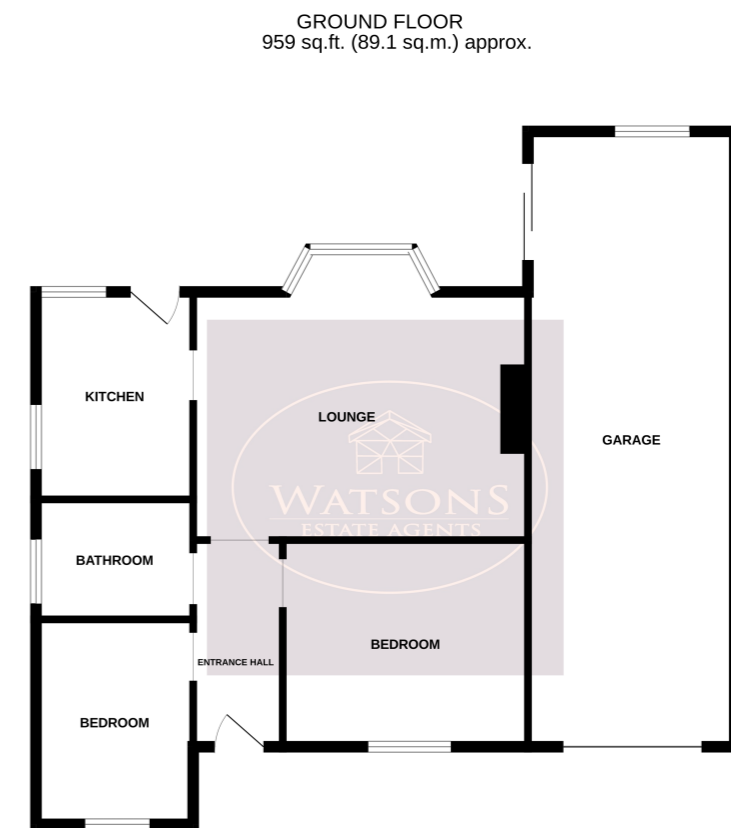 GROUND FLOOR
959 sq.ft. (89.1 sq.m.) approx.
KITCHEN
LOUNGE
GARAGE
WATSONS
ESTATE AGENTS
BATHROOM
BEDROOM
ENTRANCE HALL
BEDROOM